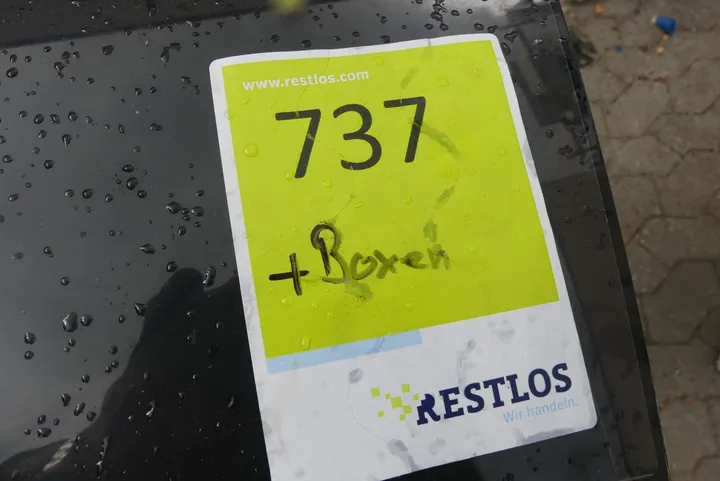 www.restlos.com
737
+ Boxen
RESTLOS
Wir handeln.